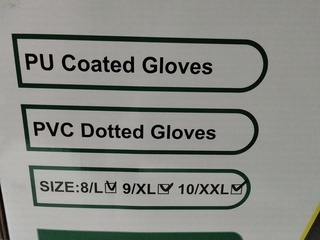 PU Coated Gloves
PVC Dotted Gloves
SIZE:8/L☑ 9/XL☑ 10/XXL☑